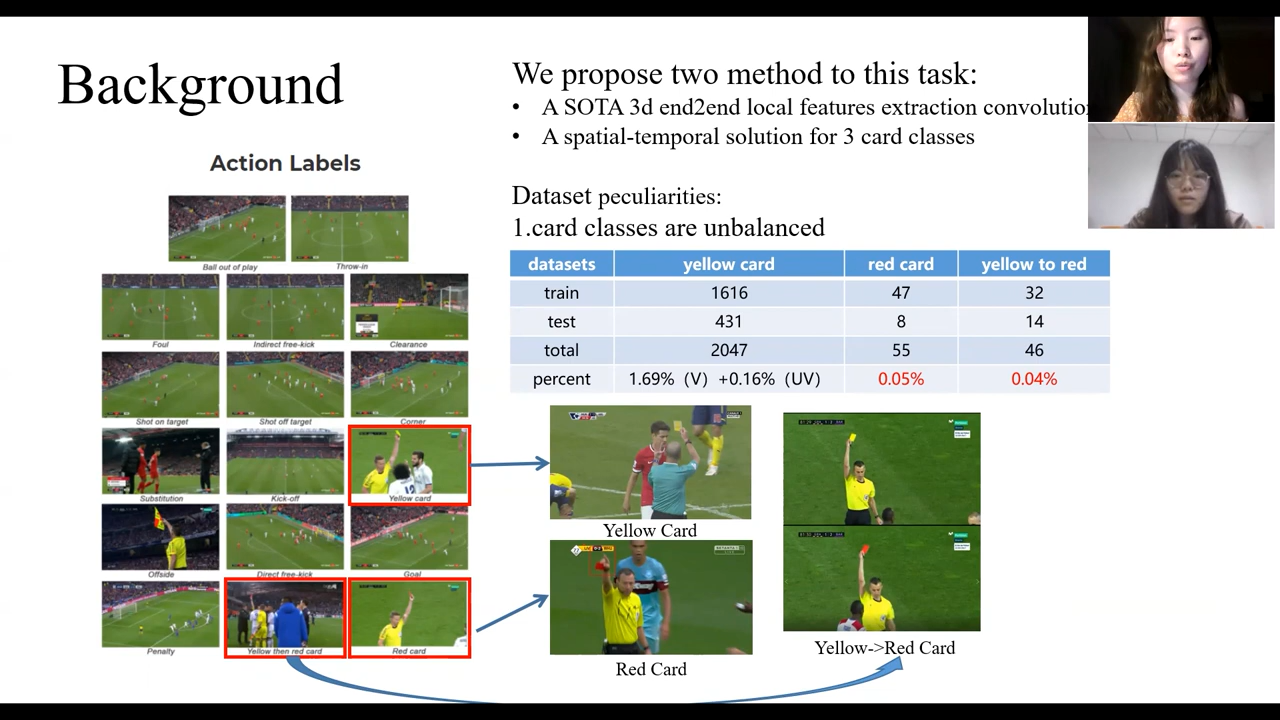 Background
We propose two method to this task:
• A SOTA 3d end2end local features extraction convolution
• A spatial-temporal solution for 3 card classes
Action Labels
Ball out of play
Throw-in
Foul
Indirect free-kick
Clearance
Shot on target
Shot off target
Corner
Substitution
Kick-off
Yellow card
Offside
Direct free-kick
Goal
Penalty
Yellow then red card
Red card
Dataset peculiarities:
1.card classes are unbalanced
datasets yellow card red card yellow to red
train 1616 47 32
test 431 8 14
total 2047 55 46
percent 1.69% (V) +0.16% (UV) 0.05% 0.04%
Yellow Card
Red Card
Yellow->Red Card